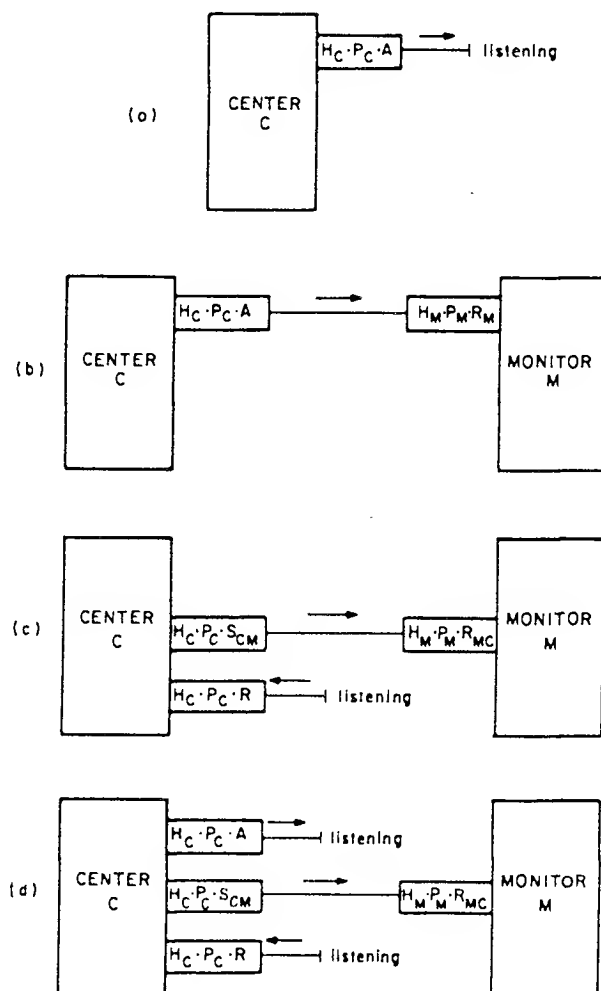 (a)
CENTER
C
H_C·P_C·A
listening
(b)
CENTER
C
H_C·P_C·A
H_M·P_M·R_M
MONITOR
M
(c)
CENTER
C
H_C·P_C·S_CM
H_M·P_M·R_MC
MONITOR
M
H_C·P_C·R
listening
(d)
CENTER
C
H_C·P_C·A
listening
H_C·P_C·S_CM
H_M·P_M·R_MC
MONITOR
M
H_C·P_C·R
listening